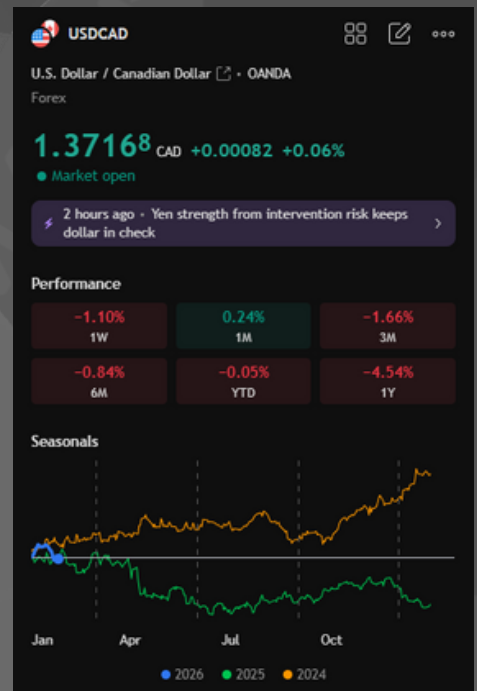 USDCAD
U.S. Dollar / Canadian Dollar • OANDA
Forex
1.37168 CAD +0.00082 +0.06%
Market open
2 hours ago • Yen strength from intervention risk keeps
dollar in check
Performance
−1.10% 0.24% −1.66%
1W 1M 3M
−0.84% −0.05% −4.54%
6M YTD 1Y
Seasonals
Jan Apr Jul Oct
2026 2025 2024